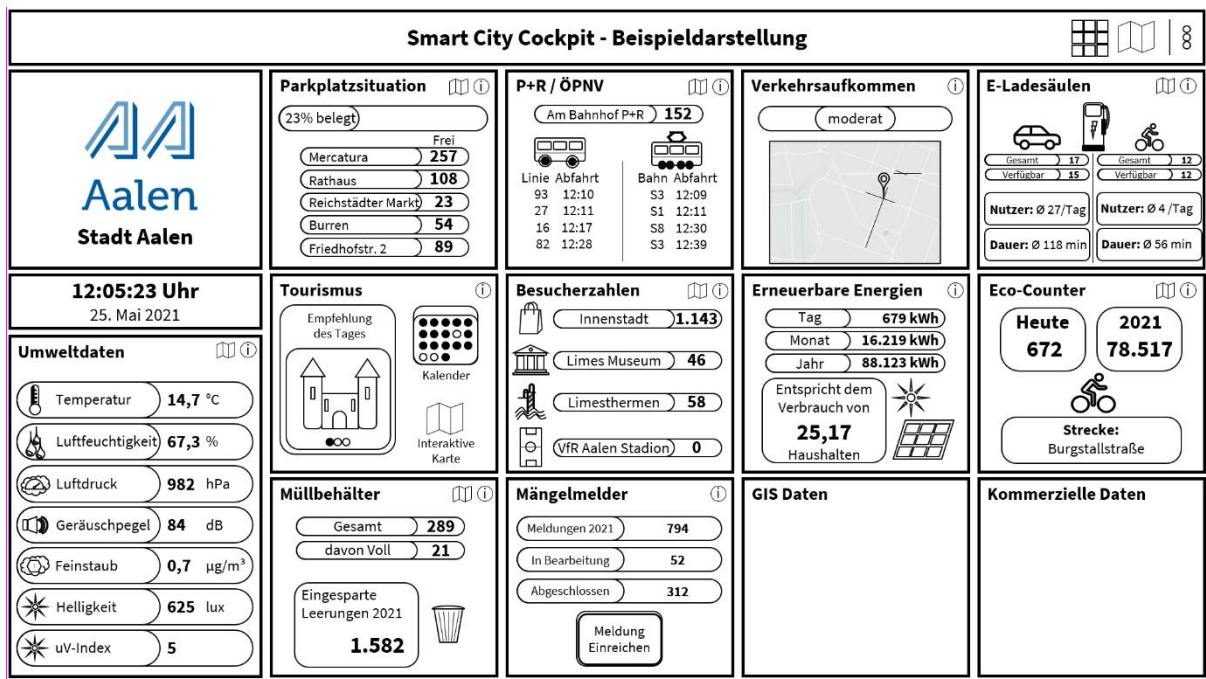 Smart City Cockpit - Beispieldarstellung
AA
Aalen
Stadt Aalen
12:05:23 Uhr
25. Mai 2021
Umweltdaten
Temperatur 14,7 °C
Luftfeuchtigkeit 67,3 %
Luftdruck 982 hPa
Geräuschpegel 84 dB
Feinstaub 0,7 µg/m³
Helligkeit 625 lux
uV-Index 5
Parkplatzsituation
23% belegt
Frei
Mercatura 257
Rathaus 108
Reichstädter Markt 23
Burren 54
Friedhofstr. 2 89
P+R / ÖPNV
Am Bahnhof P+R 152
Linie Abfahrt
93 12:10
27 12:11
16 12:17
82 12:28
Bahn Abfahrt
S3 12:09
S1 12:11
S8 12:30
S3 12:39
Verkehrsaufkommen
moderat
E-Ladesäulen
Gesamt 17
Verfügbar 15
Nutzer: Ø 27/Tag
Dauer: Ø 118 min
Gesamt 12
Verfügbar 12
Nutzer: Ø 4 /Tag
Dauer: Ø 56 min
Tourismus
Empfehlung
des Tages
Kalender
Interaktive
Karte
Besucherzahlen
Innenstadt 1.143
Limes Museum 46
Limesthermen 58
VfR Aalen Stadion 0
Erneuerbare Energien
Tag 679 kWh
Monat 16.219 kWh
Jahr 88.123 kWh
Entspricht dem
Verbrauch von
25,17
Haushalten
Eco-Counter
Heute
672
2021
78.517
Strecke:
Burgstallstraße
Müllbehälter
Gesamt 289
davon Voll 21
Eingesparte
Leerungen 2021
1.582
Mängelmelder
Meldungen 2021 794
In Bearbeitung 52
Abgeschlossen 312
Meldung
Einreichen
GIS Daten
Kommerzielle Daten